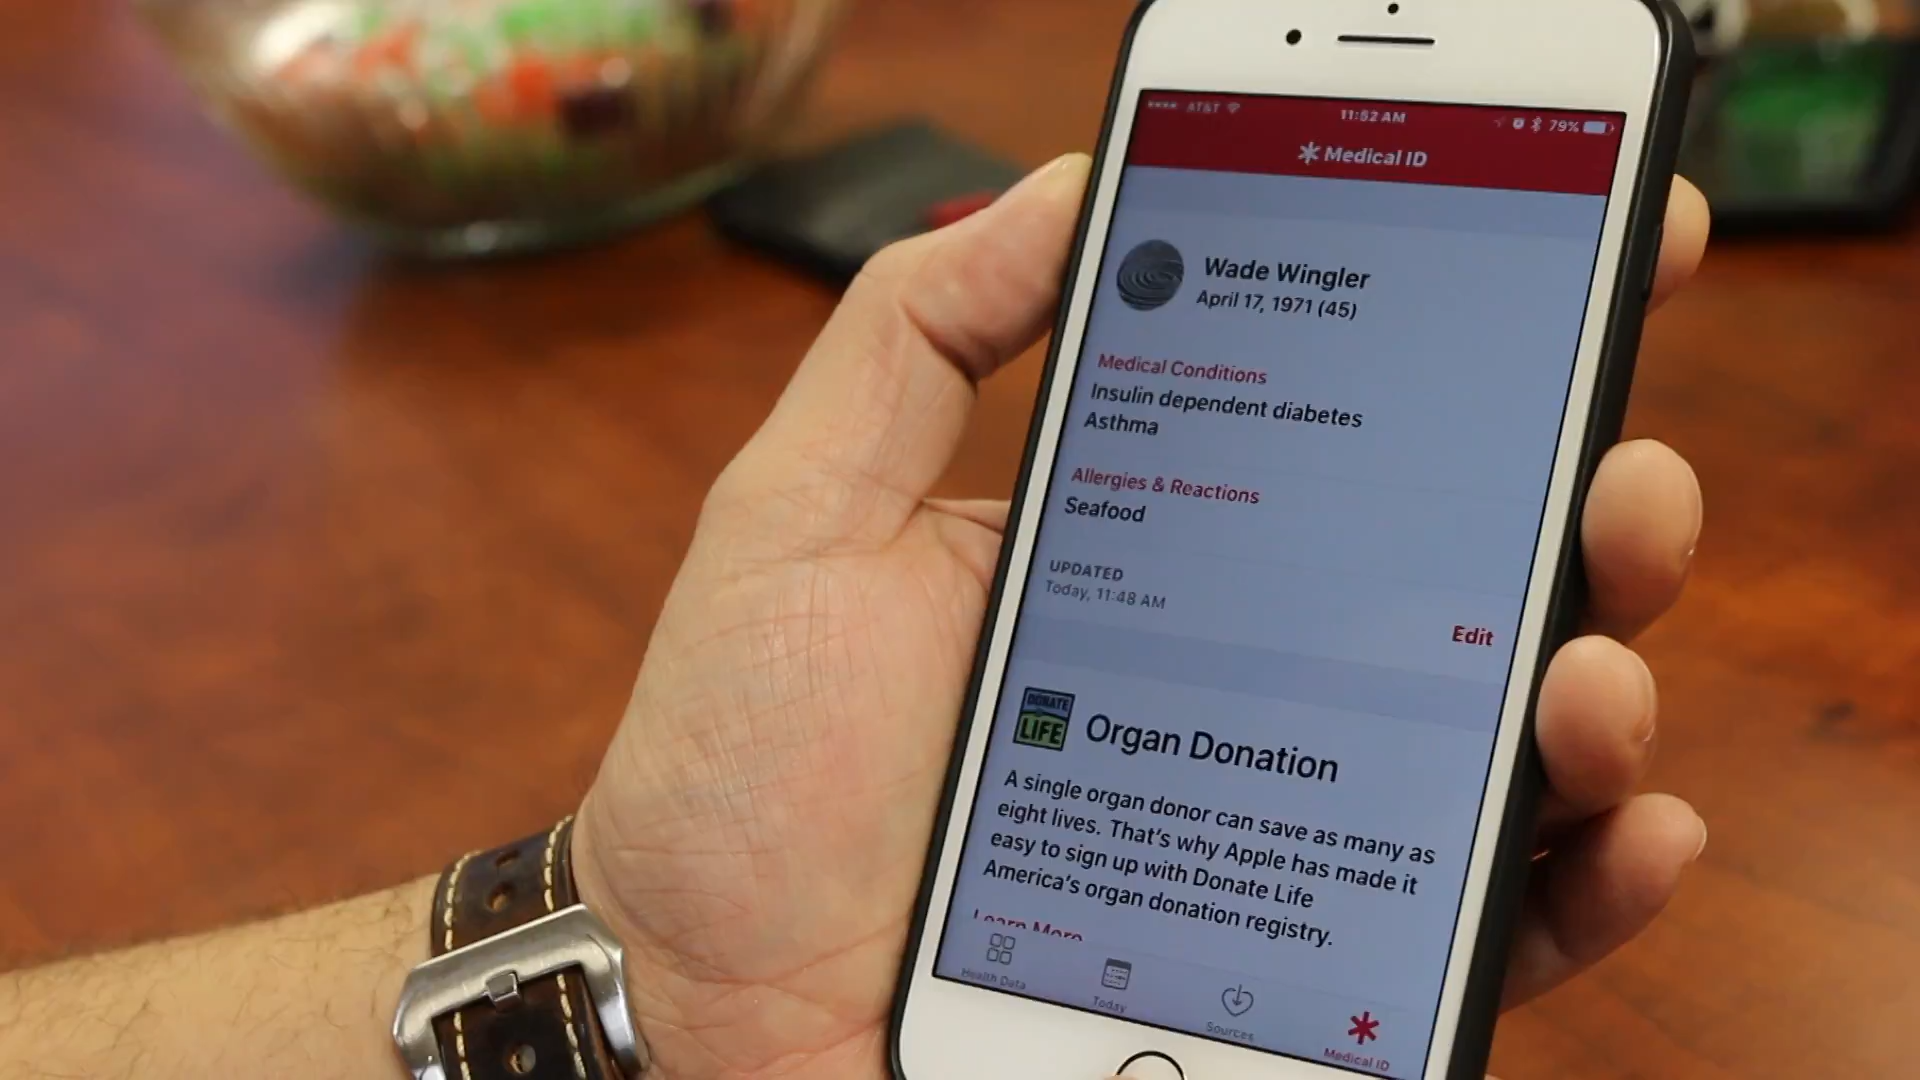 AT&T
11:52 AM
79%
Medical ID
Wade Wingler
April 17, 1971 (45)
Medical Conditions
Insulin dependent diabetes
Asthma
Allergies & Reactions
Seafood
UPDATED
Today, 11:48 AM
Edit
DONATE
LIFE
Organ Donation
A single organ donor can save as many as
eight lives. That's why Apple has made it
easy to sign up with Donate Life
America's organ donation registry.
Learn More
Health Data
Today
Sources
Medical ID